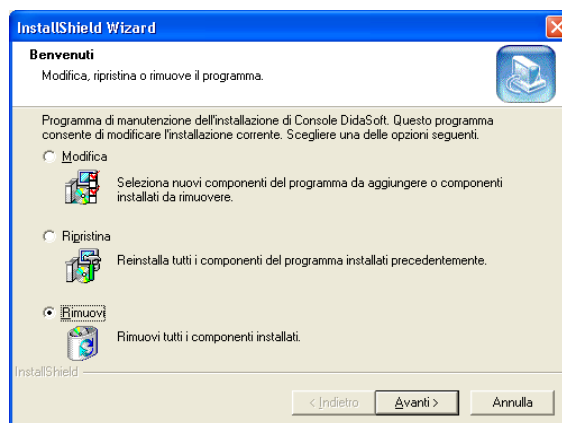 InstallShield Wizard
Benvenuti
Modifica, ripristina o rimuove il programma.
Programma di manutenzione dell'installazione di Console DidaSoft. Questo programma
consente di modificare l'installazione corrente. Scegliere una delle opzioni seguenti.
Modifica
Seleziona nuovi componenti del programma da aggiungere o componenti
installati da rimuovere.
Ripristina
Reinstalla tutti i componenti del programma installati precedentemente.
Rimuovi
Rimuovi tutti i componenti installati.
InstallShield
< Indietro Avanti > Annulla